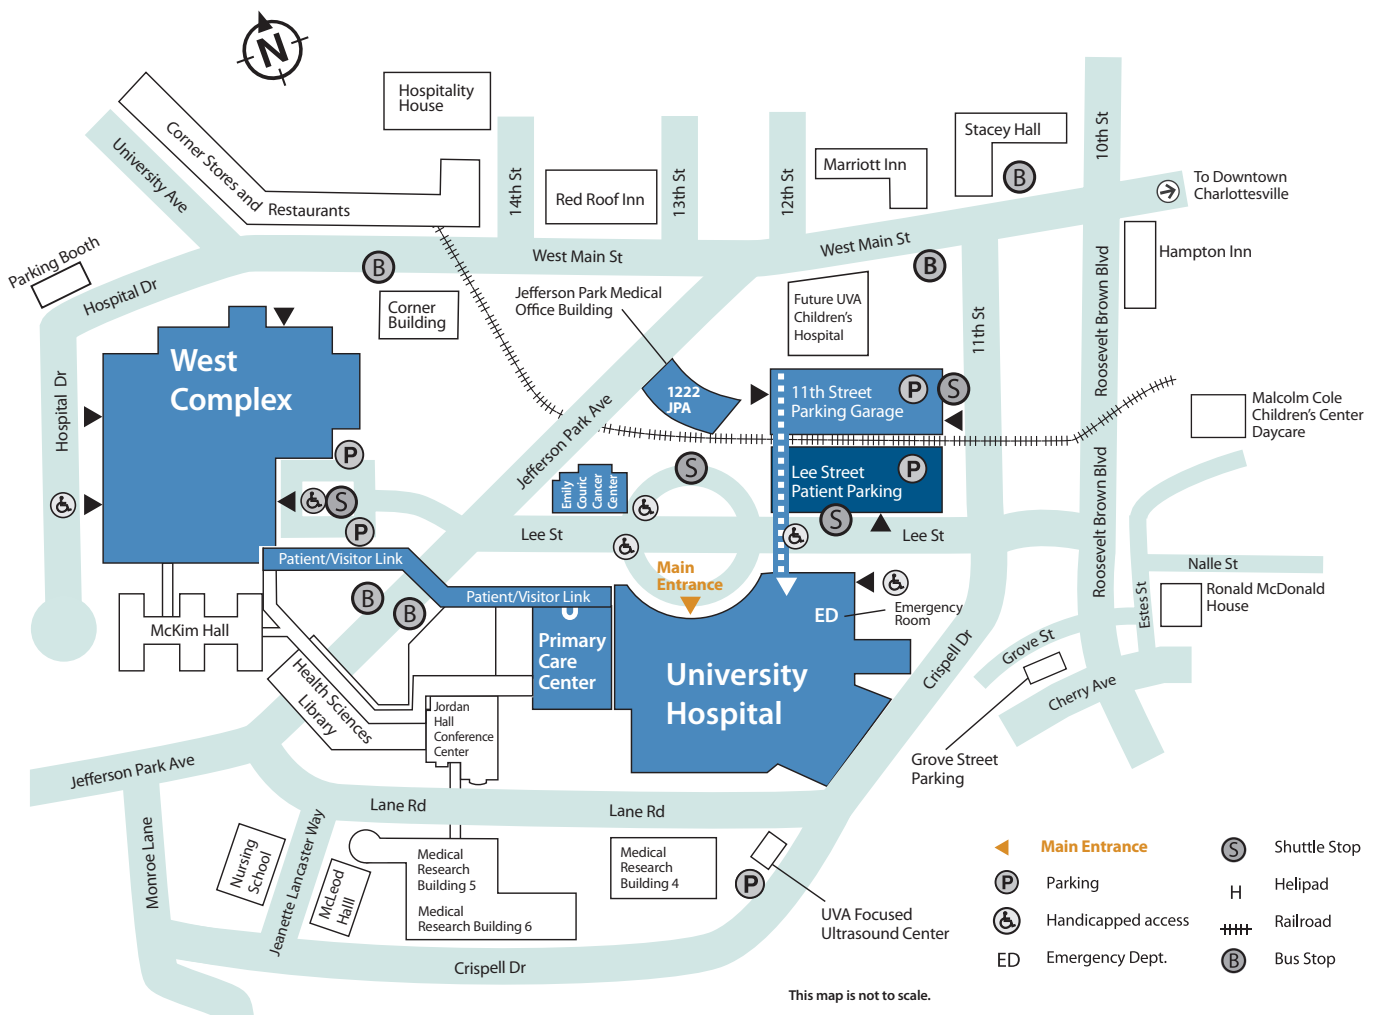 N
Hospitality
House
Stacey Hall
10th St
Corner Stores and
Restaurants
University Ave
14th St
Red Roof Inn
13th St
12th St
Marriott Inn
B
To Downtown
Charlottesville
Parking Booth
Hospital Dr
B
West Main St
West Main St
B
Hampton Inn
Jefferson Park Medical
Office Building
Corner
Building
Future UVA
Children's
Hospital
11th St
Roosevelt Brown Blvd
West
Complex
Hospital Dr
1222
JPA
11th Street
Parking Garage
P
S
Malcolm Cole
Children's Center
Daycare
Jefferson Park Ave
P
S
Lee Street
Patient Parking
P
Emily
Couric
Cancer
Center
S
P
S
Lee St
Lee St
Roosevelt Brown Blvd
Patient/Visitor Link
Main
Entrance
Nalle St
Patient/Visitor Link
B
B
ED
Emergency
Room
Estes St
Ronald McDonald
House
McKim Hall
Primary
Care
Center
University
Hospital
Crispell Dr
Grove St
Cherry Ave
Health Sciences
Library
Jordan
Hall
Conference
Center
Grove Street
Parking
Jefferson Park Ave
Lane Rd
Lane Rd
Monroe Lane
Nursing
School
Jeanette Lancaster Way
McLeod
Halll
Medical
Research
Building 5
Medical
Research Building 6
Medical
Research
Building 4
P
UVA Focused
Ultrasound Center
Crispell Dr
Main Entrance
P Parking
Handicapped access
ED Emergency Dept.
S Shuttle Stop
H Helipad
Railroad
B Bus Stop
This map is not to scale.